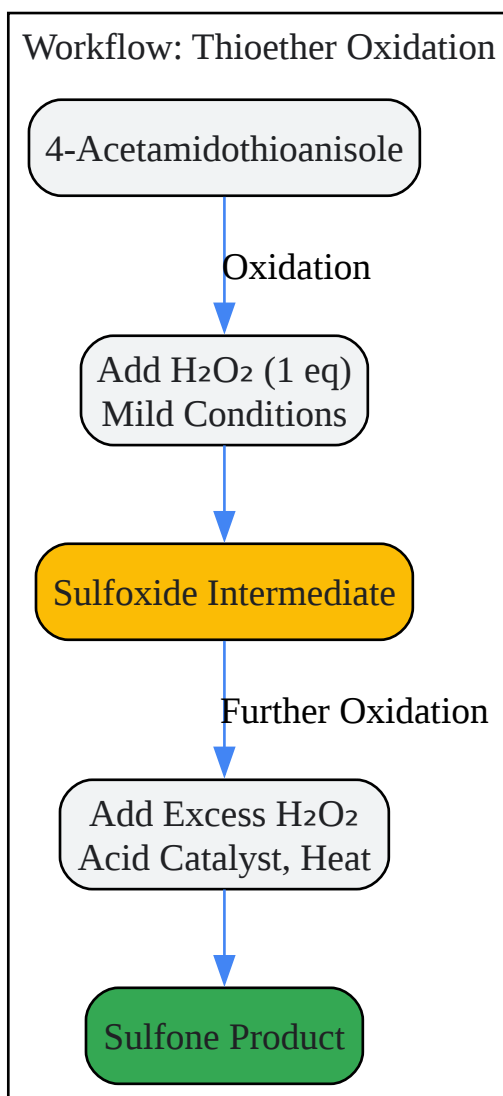 Workflow: Thioether Oxidation
4-Acetamidothioanisole
Oxidation
Add H₂O₂ (1 eq)
Mild Conditions
Sulfoxide Intermediate
Further Oxidation
Add Excess H₂O₂
Acid Catalyst, Heat
Sulfone Product